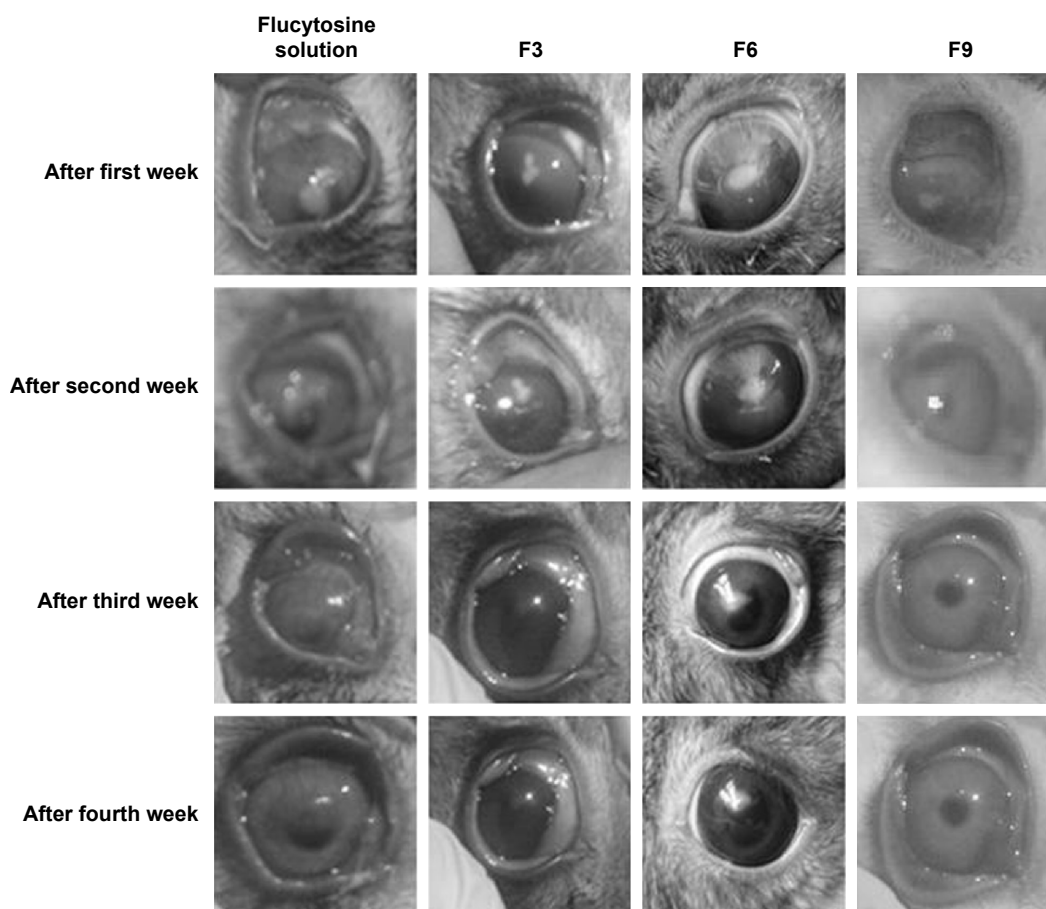 Flucytosine
solution
F3
F6
F9
After first week
After second week
After third week
After fourth week